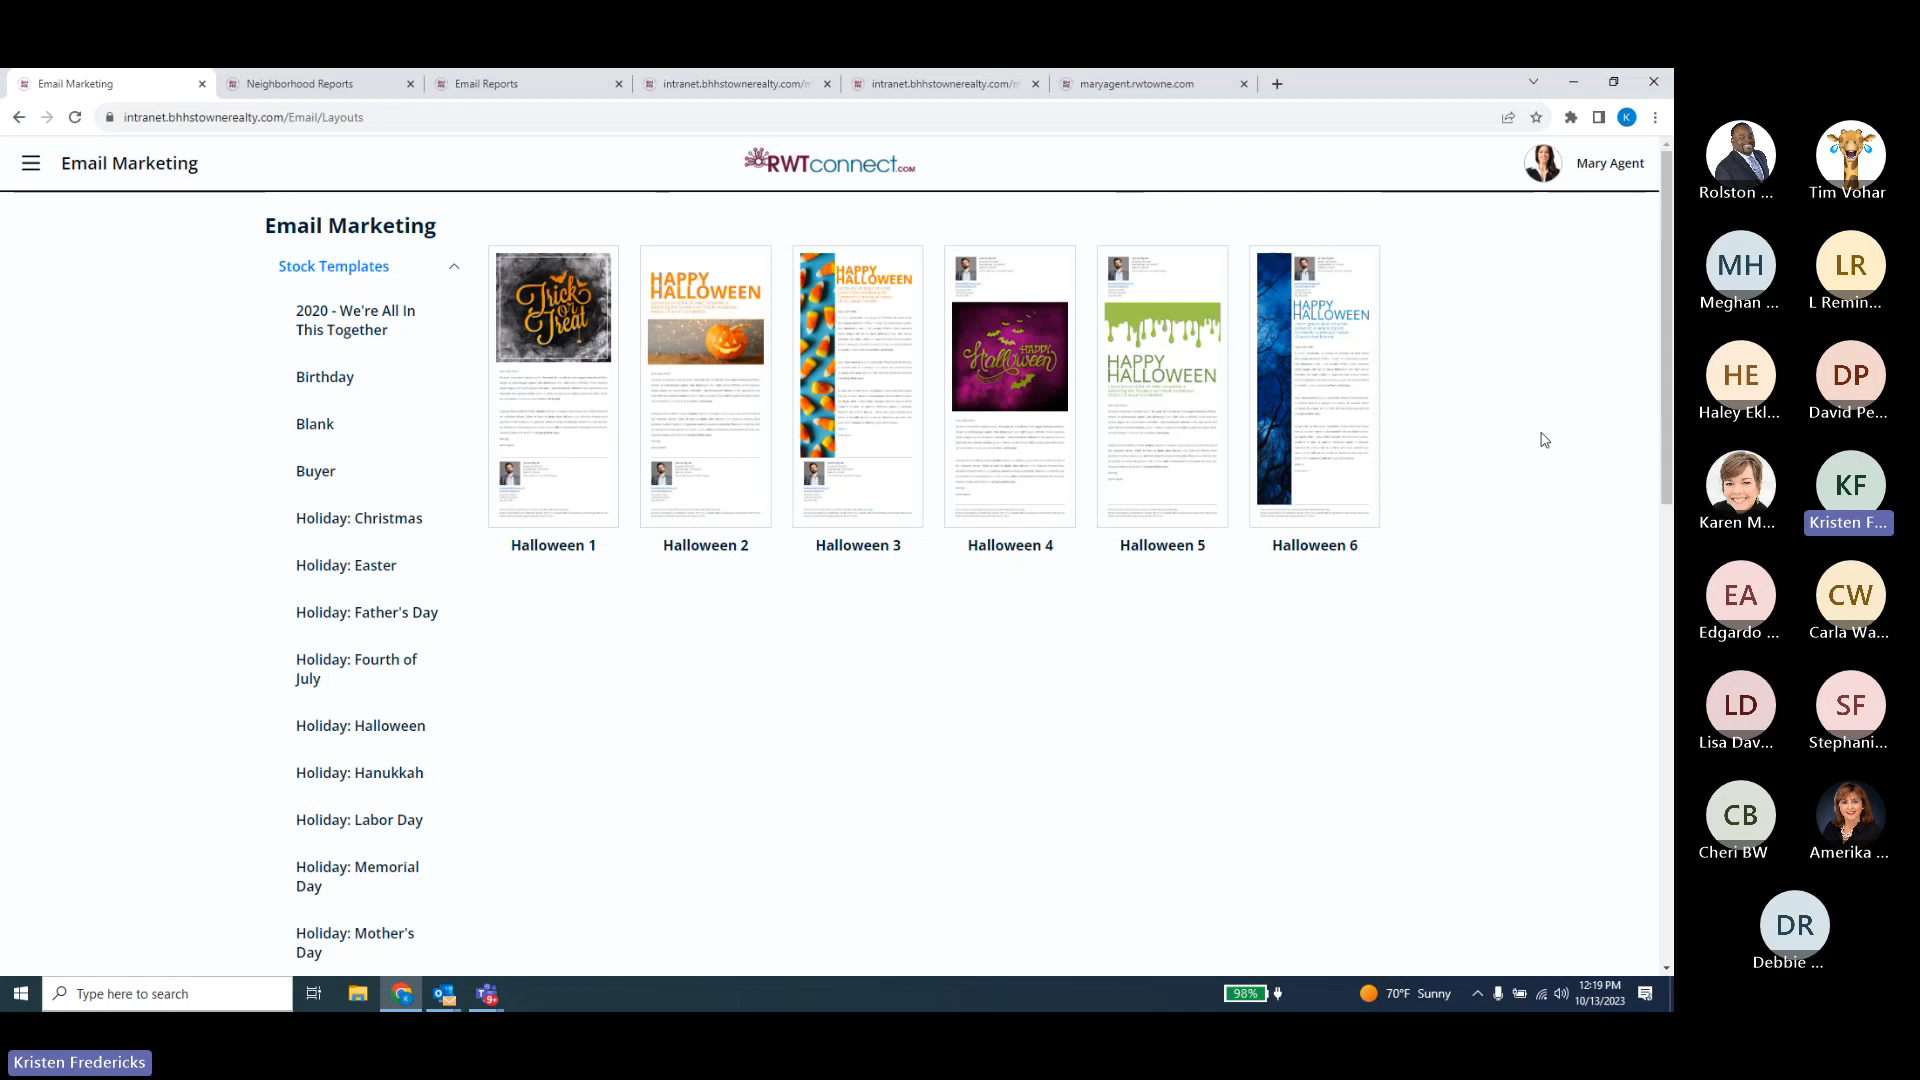 Email Marketing
Neighborhood Reports
Email Reports
intranet.bhhstownerealty.com/m
intranet.bhhstownerealty.com/m
maryagent.rwtowne.com
intranet.bhhstownerealty.com/Email/Layouts
K
Email Marketing
RWTconnect.COM
Mary Agent
Email Marketing
Stock Templates
2020 - We're All In
This Together
Birthday
Blank
Buyer
Holiday: Christmas
Holiday: Easter
Holiday: Father's Day
Holiday: Fourth of
July
Holiday: Halloween
Holiday: Hanukkah
Holiday: Labor Day
Holiday: Memorial
Day
Holiday: Mother's
Day
Trick
or
Treat
HAPPY
HALLOWEEN
HAPPY
HALLOWEEN
HAPPY
Halloween
HAPPY
HALLOWEEN
HAPPY
HALLOWEEN
Halloween 1
Halloween 2
Halloween 3
Halloween 4
Halloween 5
Halloween 6
Rolston ...
Tim Vohar
MH
Meghan ...
LR
L Remin...
HE
Haley Ekl...
DP
David Pe...
Karen M...
KF
Kristen F...
EA
Edgardo ...
CW
Carla Wa...
LD
Lisa Dav...
SF
Stephani...
CB
Cheri BW
Amerika ...
DR
Debbie ...
Type here to search
9+
98%
70°F Sunny
12:19 PM
10/13/2023
Kristen Fredericks